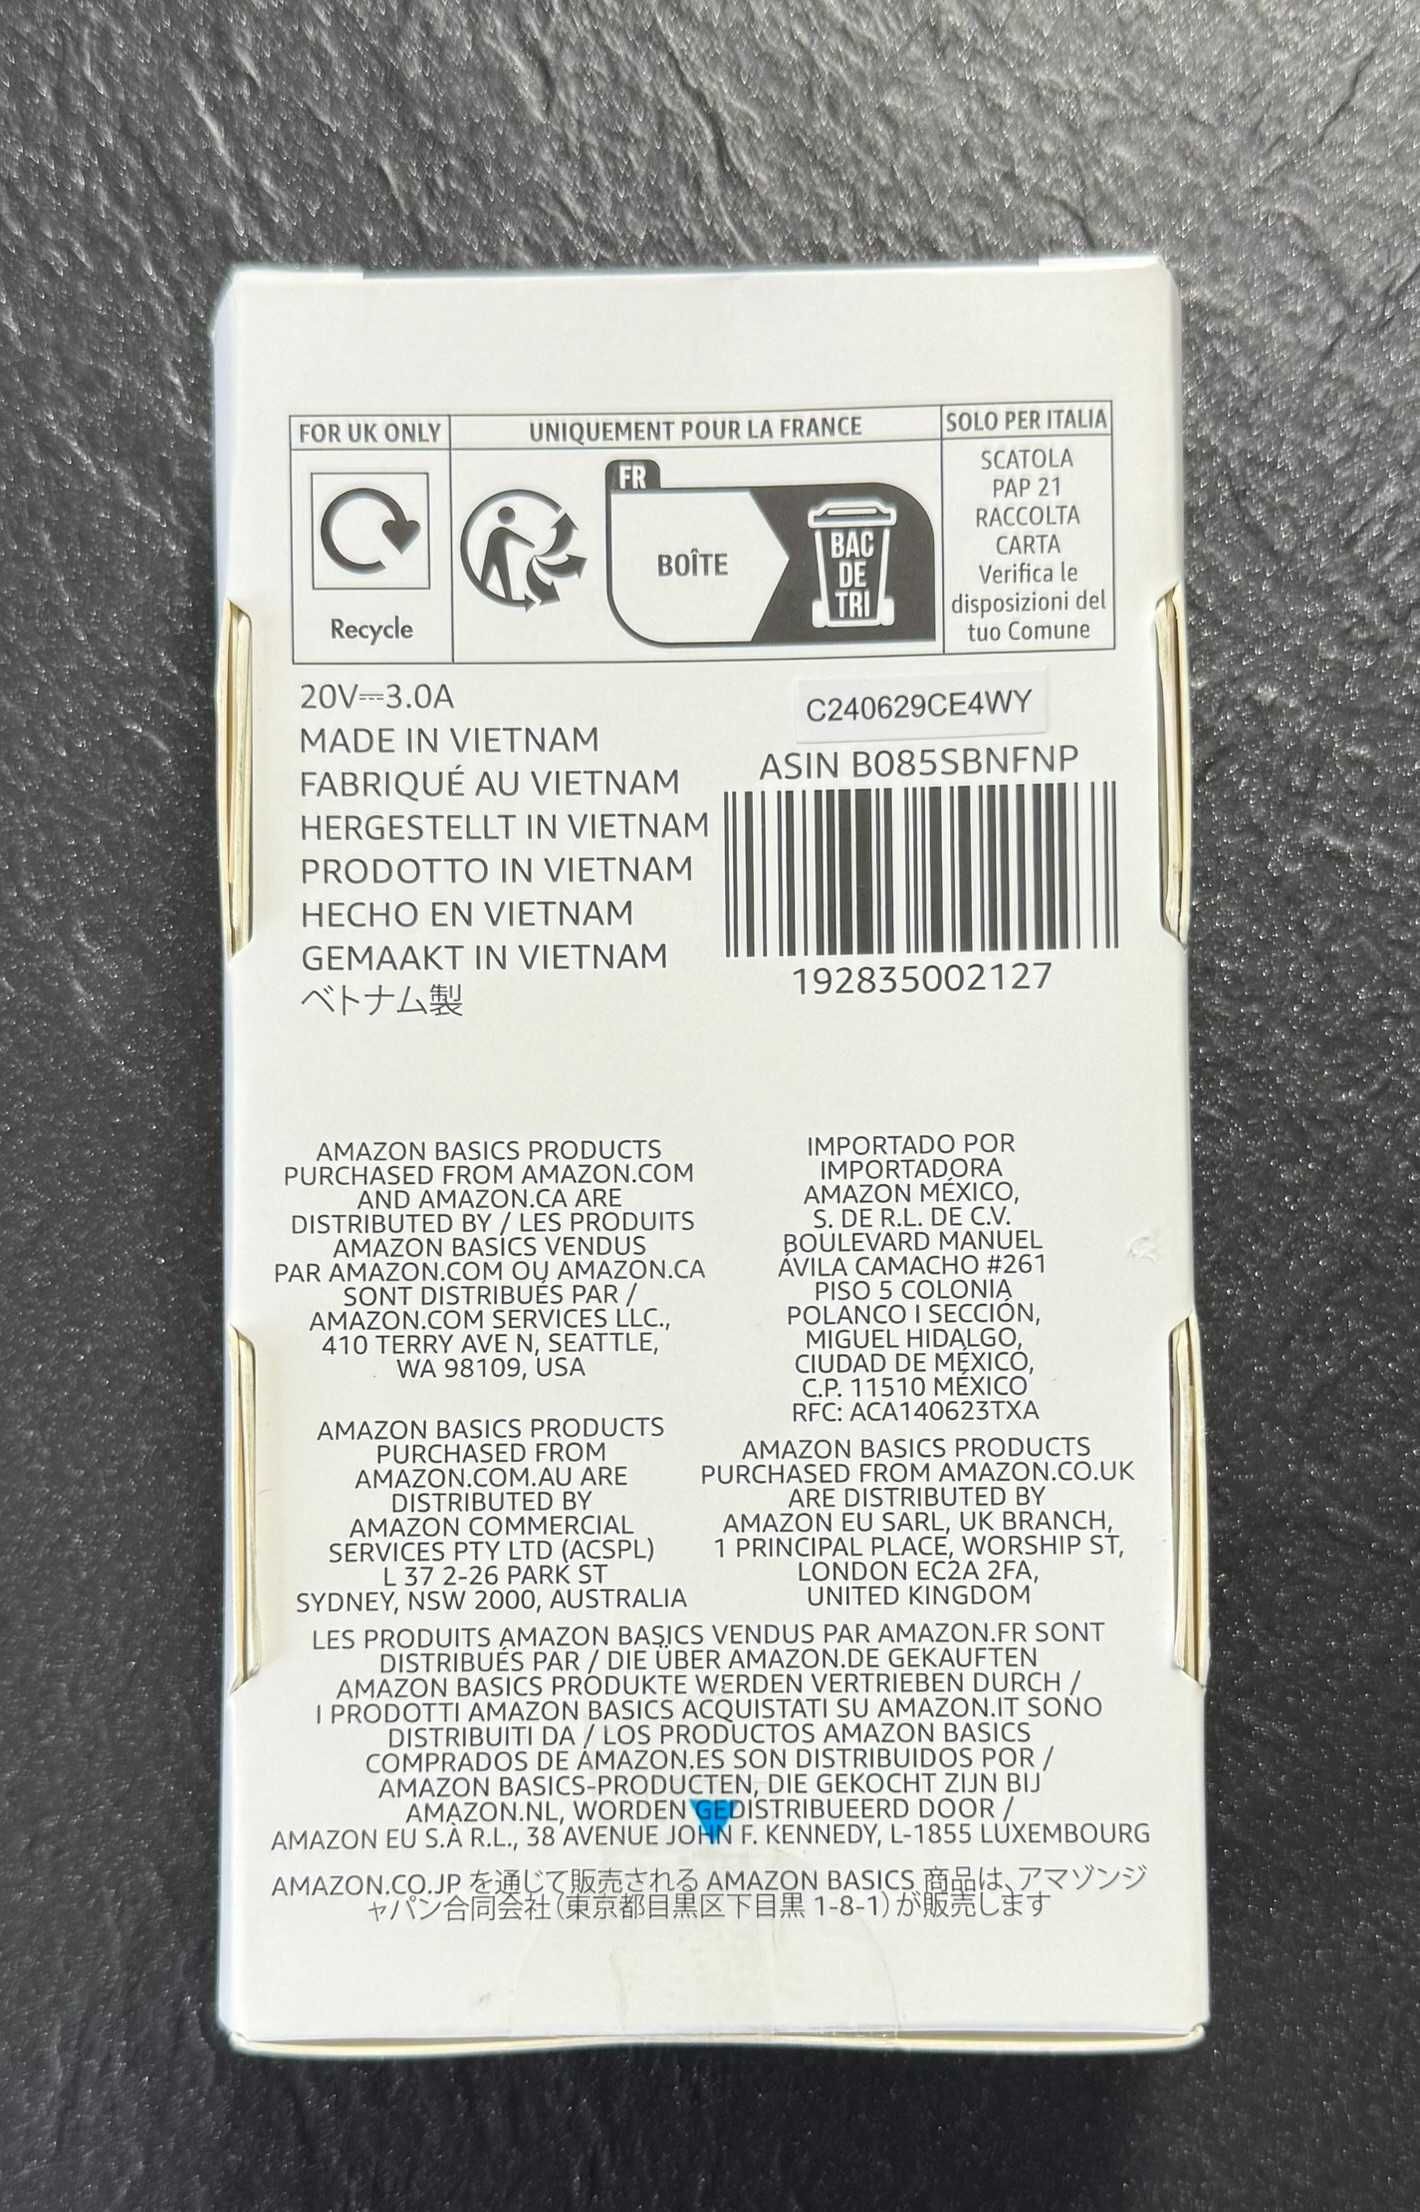 FOR UK ONLY
Recycle
UNIQUEMENT POUR LA FRANCE
FR
BOÎTE
BAC
DE
TRI
SOLO PER ITALIA
SCATOLA
PAP 21
RACCOLTA
CARTA
Verifica le
disposizioni del
tuo Comune
20V⎓3.0A
MADE IN VIETNAM
FABRIQUÉ AU VIETNAM
HERGESTELLT IN VIETNAM
PRODOTTO IN VIETNAM
HECHO EN VIETNAM
GEMAAKT IN VIETNAM
ベトナム製
C240629CE4WY
ASIN B085SBNFNP
192835002127
AMAZON BASICS PRODUCTS
PURCHASED FROM AMAZON.COM
AND AMAZON.CA ARE
DISTRIBUTED BY / LES PRODUITS
AMAZON BASICS VENDUS
PAR AMAZON.COM OU AMAZON.CA
SONT DISTRIBUÉS PAR /
AMAZON.COM SERVICES LLC.,
410 TERRY AVE N, SEATTLE,
WA 98109, USA
IMPORTADO POR
IMPORTADORA
AMAZON MÉXICO,
S. DE R.L. DE C.V.
BOULEVARD MANUEL
ÁVILA CAMACHO #261
PISO 5 COLONIA
POLANCO I SECCIÓN,
MIGUEL HIDALGO,
CIUDAD DE MÉXICO,
C.P. 11510 MÉXICO
RFC: ACA140623TXA
AMAZON BASICS PRODUCTS
PURCHASED FROM
AMAZON.COM.AU ARE
DISTRIBUTED BY
AMAZON COMMERCIAL
SERVICES PTY LTD (ACSPL)
L 37 2-26 PARK ST
SYDNEY, NSW 2000, AUSTRALIA
AMAZON BASICS PRODUCTS
PURCHASED FROM AMAZON.CO.UK
ARE DISTRIBUTED BY
AMAZON EU SARL, UK BRANCH,
1 PRINCIPAL PLACE, WORSHIP ST,
LONDON EC2A 2FA,
UNITED KINGDOM
LES PRODUITS AMAZON BASICS VENDUS PAR AMAZON.FR SONT
DISTRIBUÉS PAR / DIE ÜBER AMAZON.DE GEKAUFTEN
AMAZON BASICS PRODUKTE WERDEN VERTRIEBEN DURCH /
I PRODOTTI AMAZON BASICS ACQUISTATI SU AMAZON.IT SONO
DISTRIBUITI DA / LOS PRODUCTOS AMAZON BASICS
COMPRADOS DE AMAZON.ES SON DISTRIBUIDOS POR /
AMAZON BASICS-PRODUCTEN, DIE GEKOCHT ZIJN BIJ
AMAZON.NL, WORDEN GEDISTRIBUEERD DOOR /
AMAZON EU S.À R.L., 38 AVENUE JOHN F. KENNEDY, L-1855 LUXEMBOURG
AMAZON.CO.JP を通じて販売される AMAZON BASICS 商品は、アマゾンジ
ャパン合同会社（東京都目黒区下目黒 1-8-1）が販売します